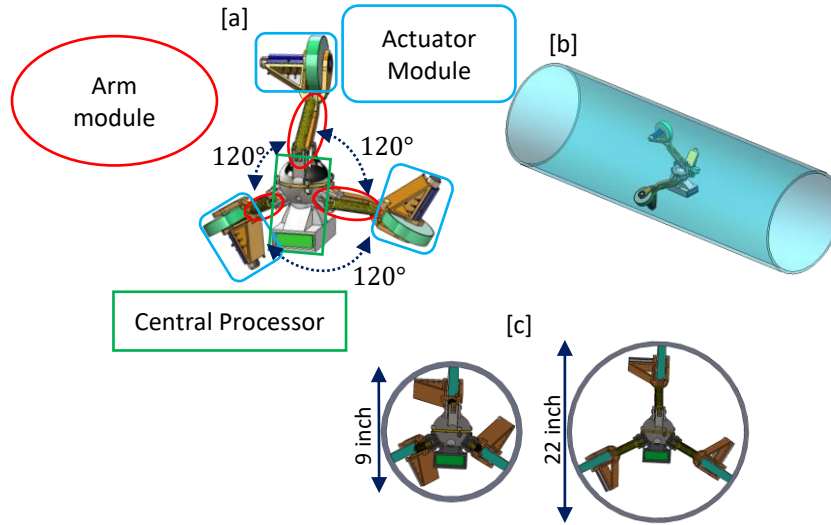 [a]
Actuator
Module
[b]
Arm
module
120°
120°
120°
Central Processor
[c]
9 inch
22 inch